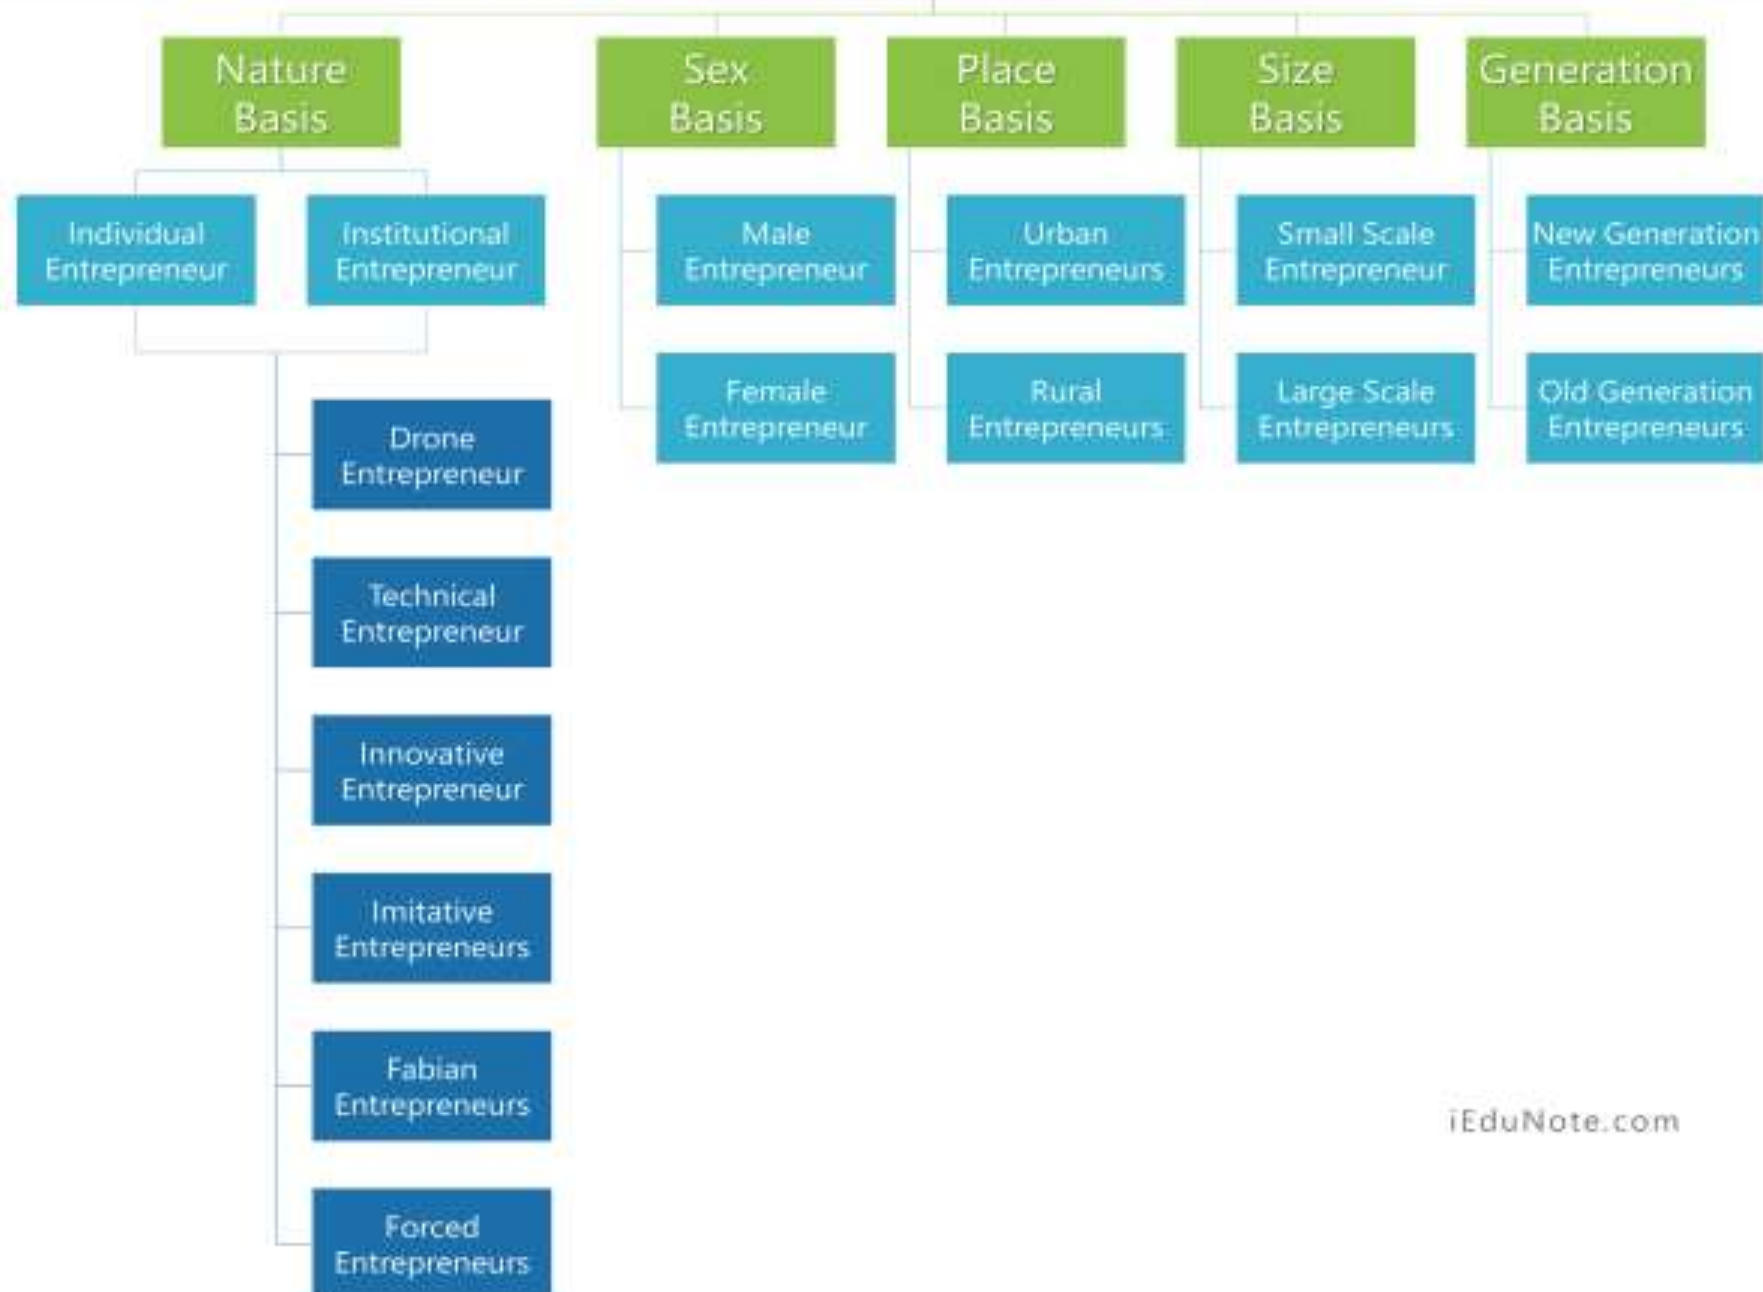 Nature
Basis
Sex
Basis
Place
Basis
Size
Basis
Generation
Basis
Individual
Entrepreneur
Institutional
Entrepreneur
Male
Entrepreneur
Urban
Entrepreneurs
Small Scale
Entrepreneur
New Generation
Entrepreneurs
Female
Entrepreneur
Rural
Entrepreneurs
Large Scale
Entrepreneurs
Old Generation
Entrepreneurs
Drone
Entrepreneur
Technical
Entrepreneur
Innovative
Entrepreneur
Imitative
Entrepreneurs
Fabian
Entrepreneurs
Forced
Entrepreneurs
iEduNote.com